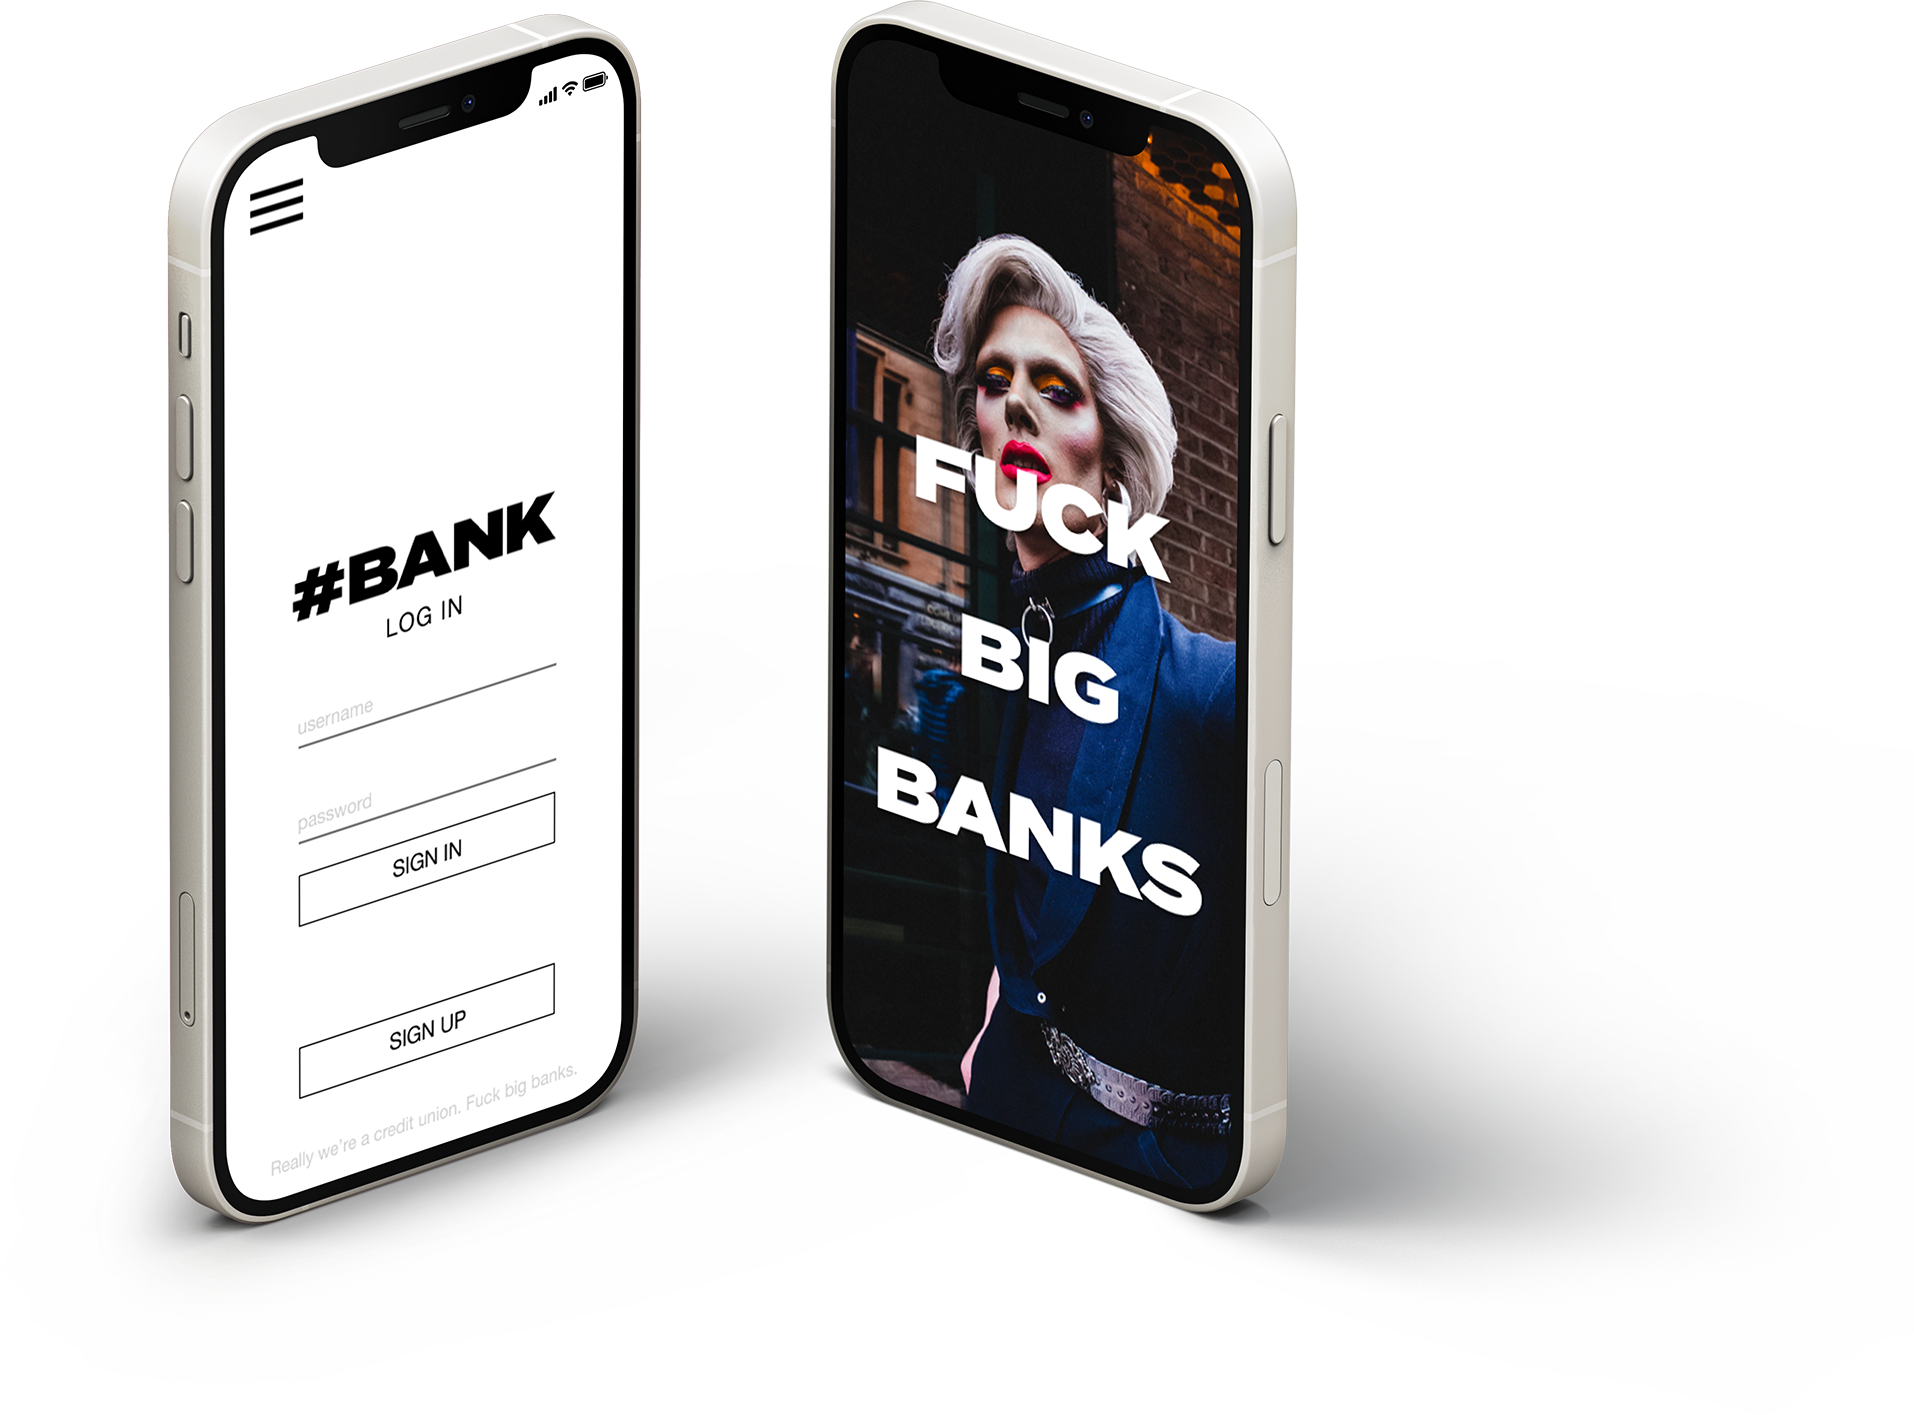 #BANK
LOG IN
username
password
SIGN IN
SIGN UP
Really we're a credit union. Fuck big banks.
FUCK
BIG
BANKS